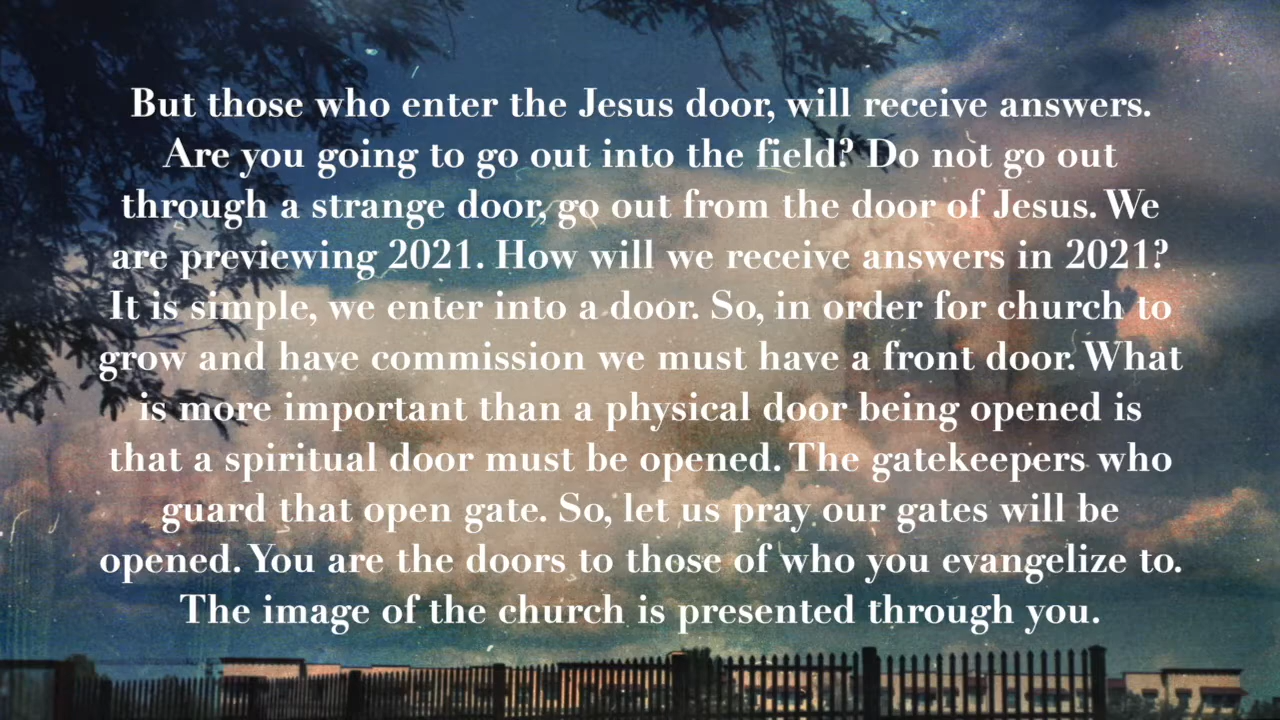 But those who enter the Jesus door, will receive answers.
Are you going to go out into the field? Do not go out
through a strange door, go out from the door of Jesus. We
are previewing 2021. How will we receive answers in 2021?
It is simple, we enter into a door. So, in order for church to
grow and have commission we must have a front door. What
is more important than a physical door being opened is
that a spiritual door must be opened. The gatekeepers who
guard that open gate. So, let us pray our gates will be
opened. You are the doors to those of who you evangelize to.
The image of the church is presented through you.